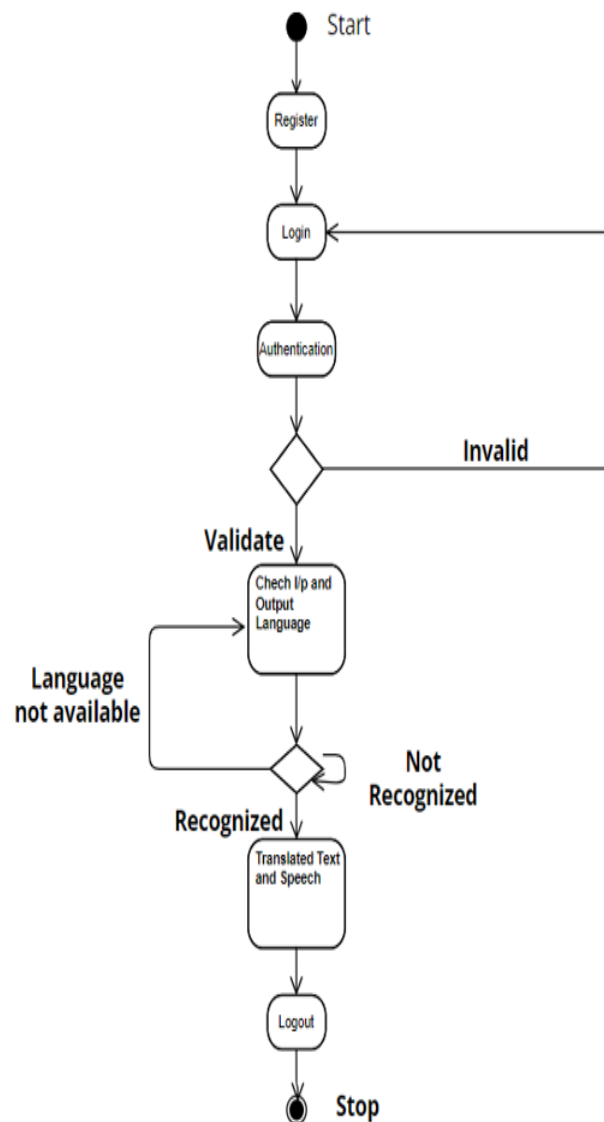 Start
Register
Login
Authentication
Invalid
Validate
Chech I/p and
Output
Language
Language
not available
Not
Recognized
Recognized
Translated Text
and Speech
Logout
Stop